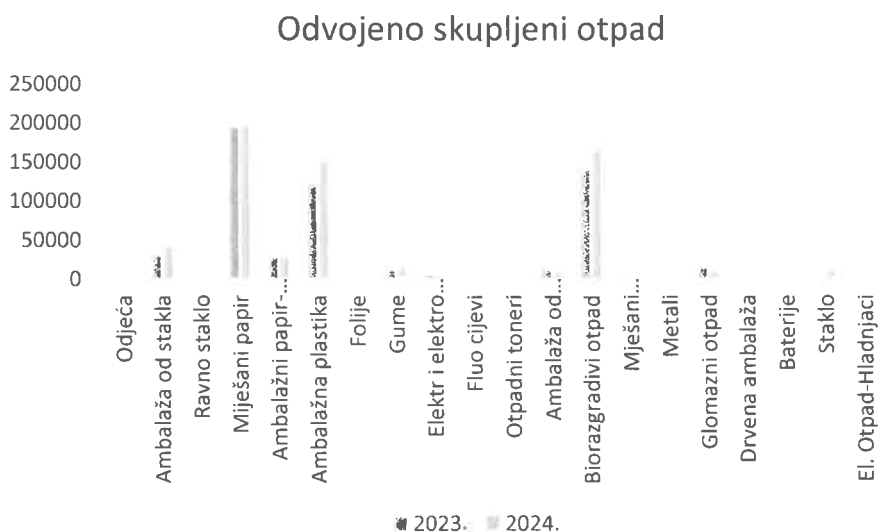 Odvojeno skupljeni otpad
250000
200000
150000
100000
50000
0
Odjeća
Ambalaža od stakla
Ravno staklo
Miješani papir
Ambalažni papir-...
Ambalažna plastika
Folije
Gume
Elektr i elektro...
Fluo cijevi
Otpadni toneri
Ambalaža od...
Biorazgradivi otpad
Mješani...
Metali
Glomazni otpad
Drvena ambalaža
Baterije
Staklo
El. Otpad-Hladnjaci
2023. 2024.